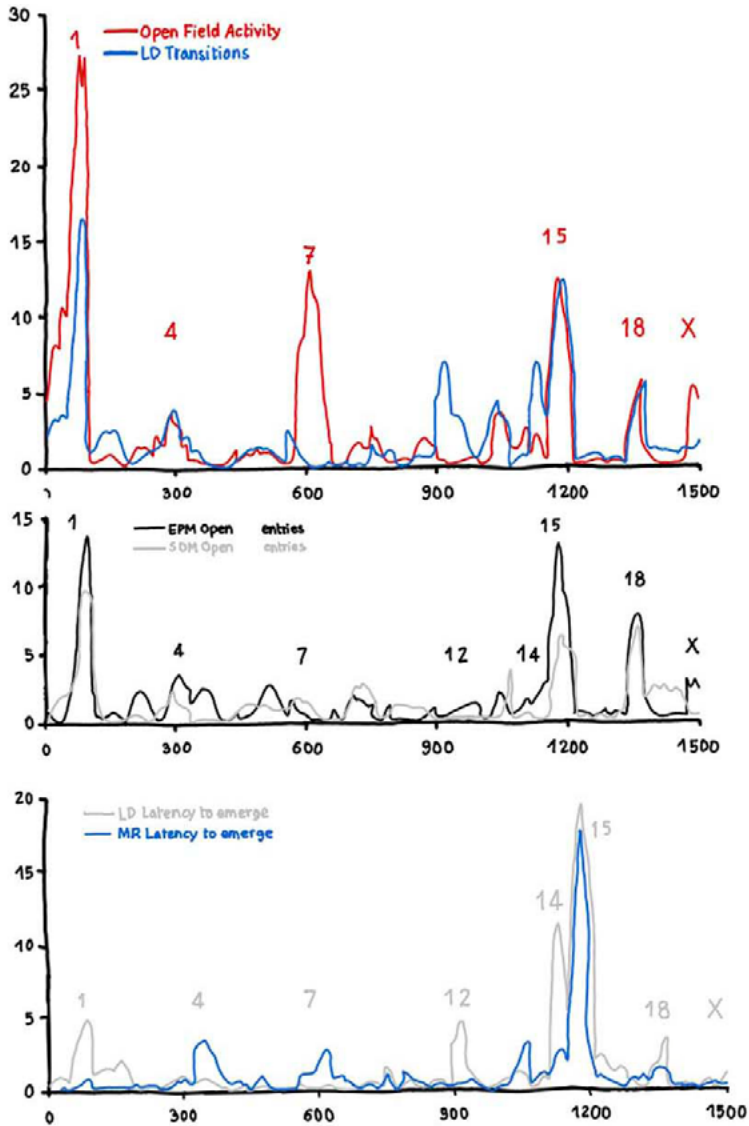 30
1
Open Field Activity
LD Transitions
25
20
15
7
15
10
4
18 X
5
0
0 300 600 900 1200 1500
15
1
EPM Open entries
SDM Open entries
15
10
18
5
4 7 12 14 X
0
0 300 600 900 1200 1500
20
LD Latency to emerge
MR Latency to emerge
15
15
10
14
5
1 4 7 12 18 X
0
0 300 600 900 1200 1500